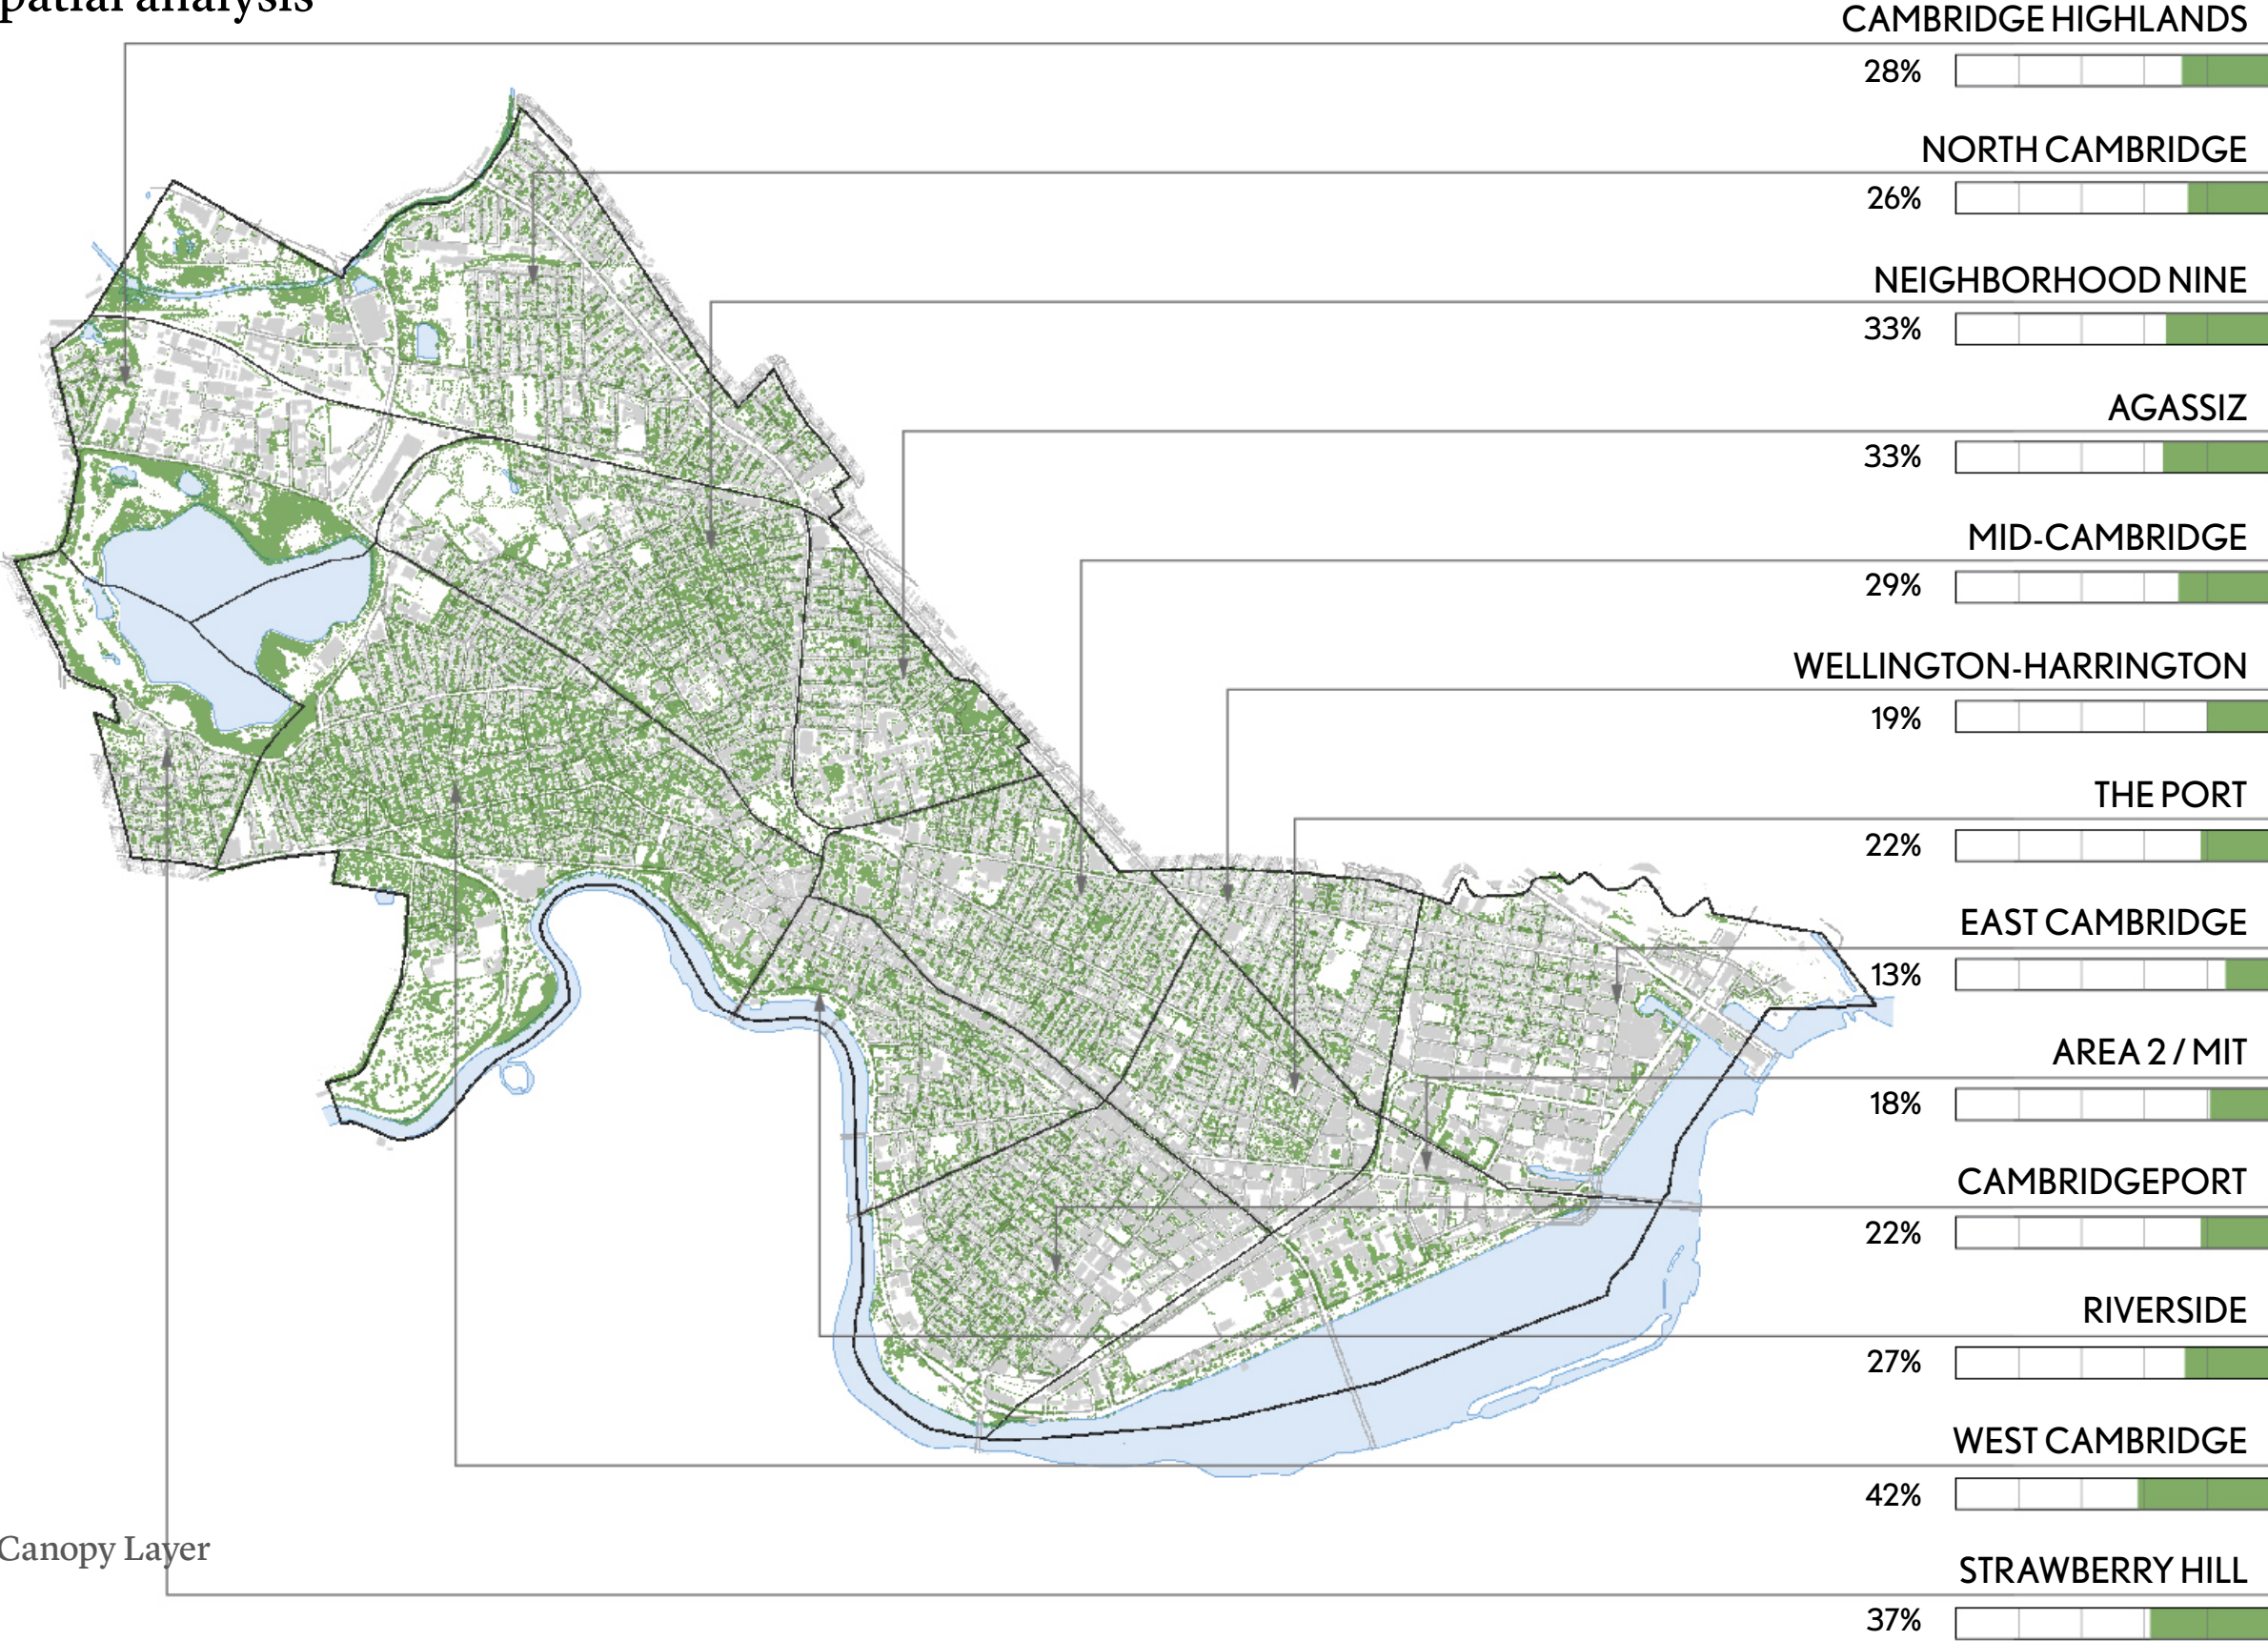 patial analysis
CAMBRIDGE HIGHLANDS
28%
NORTH CAMBRIDGE
26%
NEIGHBORHOOD NINE
33%
AGASSIZ
33%
MID-CAMBRIDGE
29%
WELLINGTON-HARRINGTON
19%
THE PORT
22%
EAST CAMBRIDGE
13%
AREA 2 / MIT
18%
CAMBRIDGEPORT
22%
RIVERSIDE
27%
WEST CAMBRIDGE
42%
Canopy Layer
STRAWBERRY HILL
37%